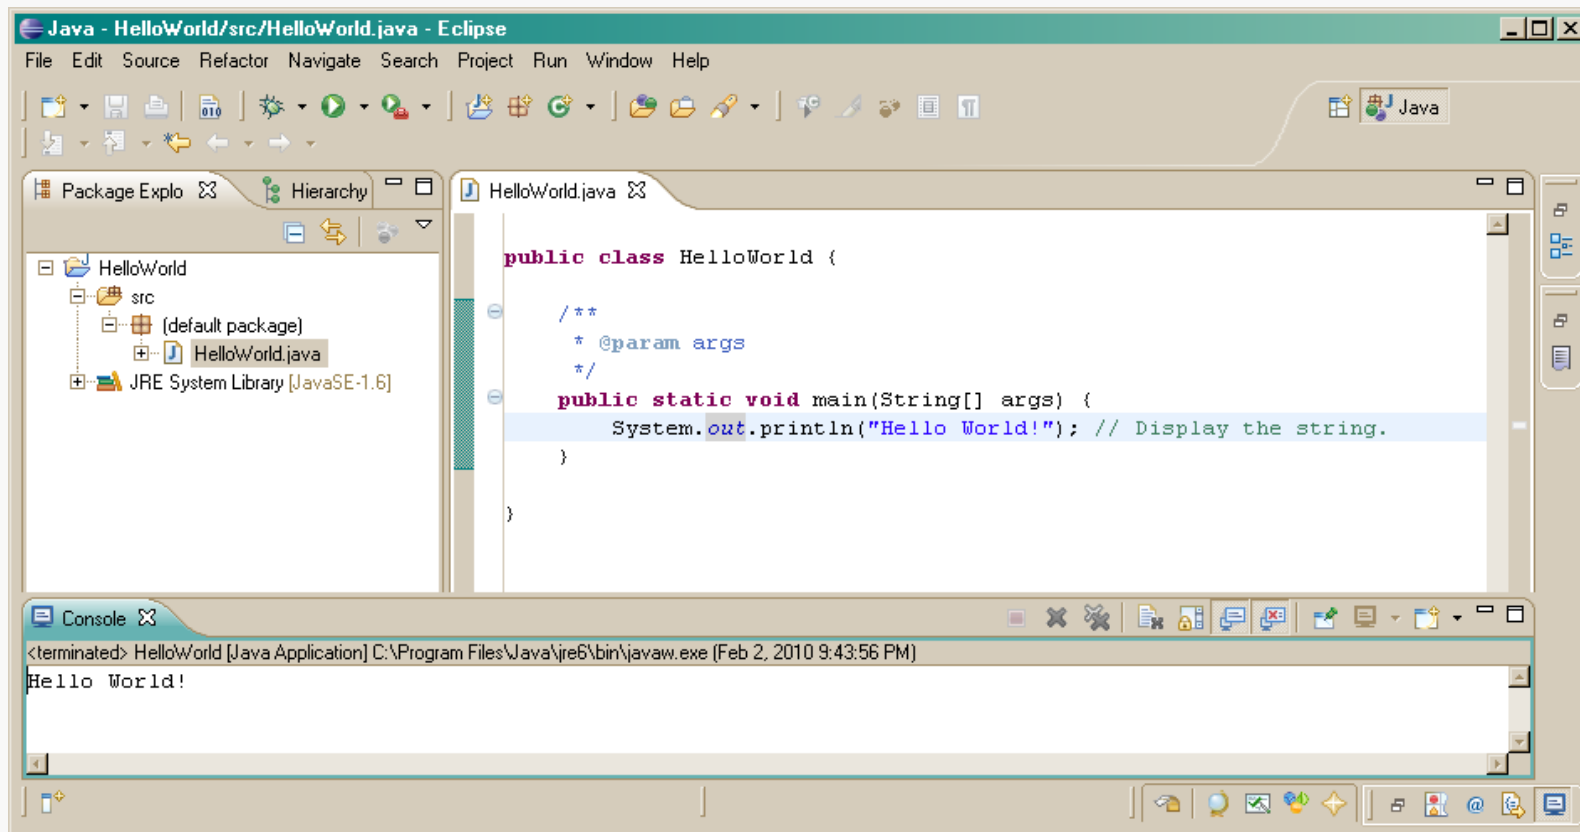 Java - HelloWorld/src/HelloWorld.java - Eclipse
File Edit Source Refactor Navigate Search Project Run Window Help
010
Java
Package Explo Hierarchy
HelloWorld.java
HelloWorld
src
(default package)
HelloWorld.java
JRE System Library [JavaSE-1.6]
public class HelloWorld {
/**
* @param args
*/
public static void main(String[] args) {
System.out.println("Hello World!"); // Display the string.
}
}
Console
<terminated> HelloWorld [Java Application] C:\Program Files\Java\jre6\bin\javaw.exe (Feb 2, 2010 9:43:56 PM)
Hello World!